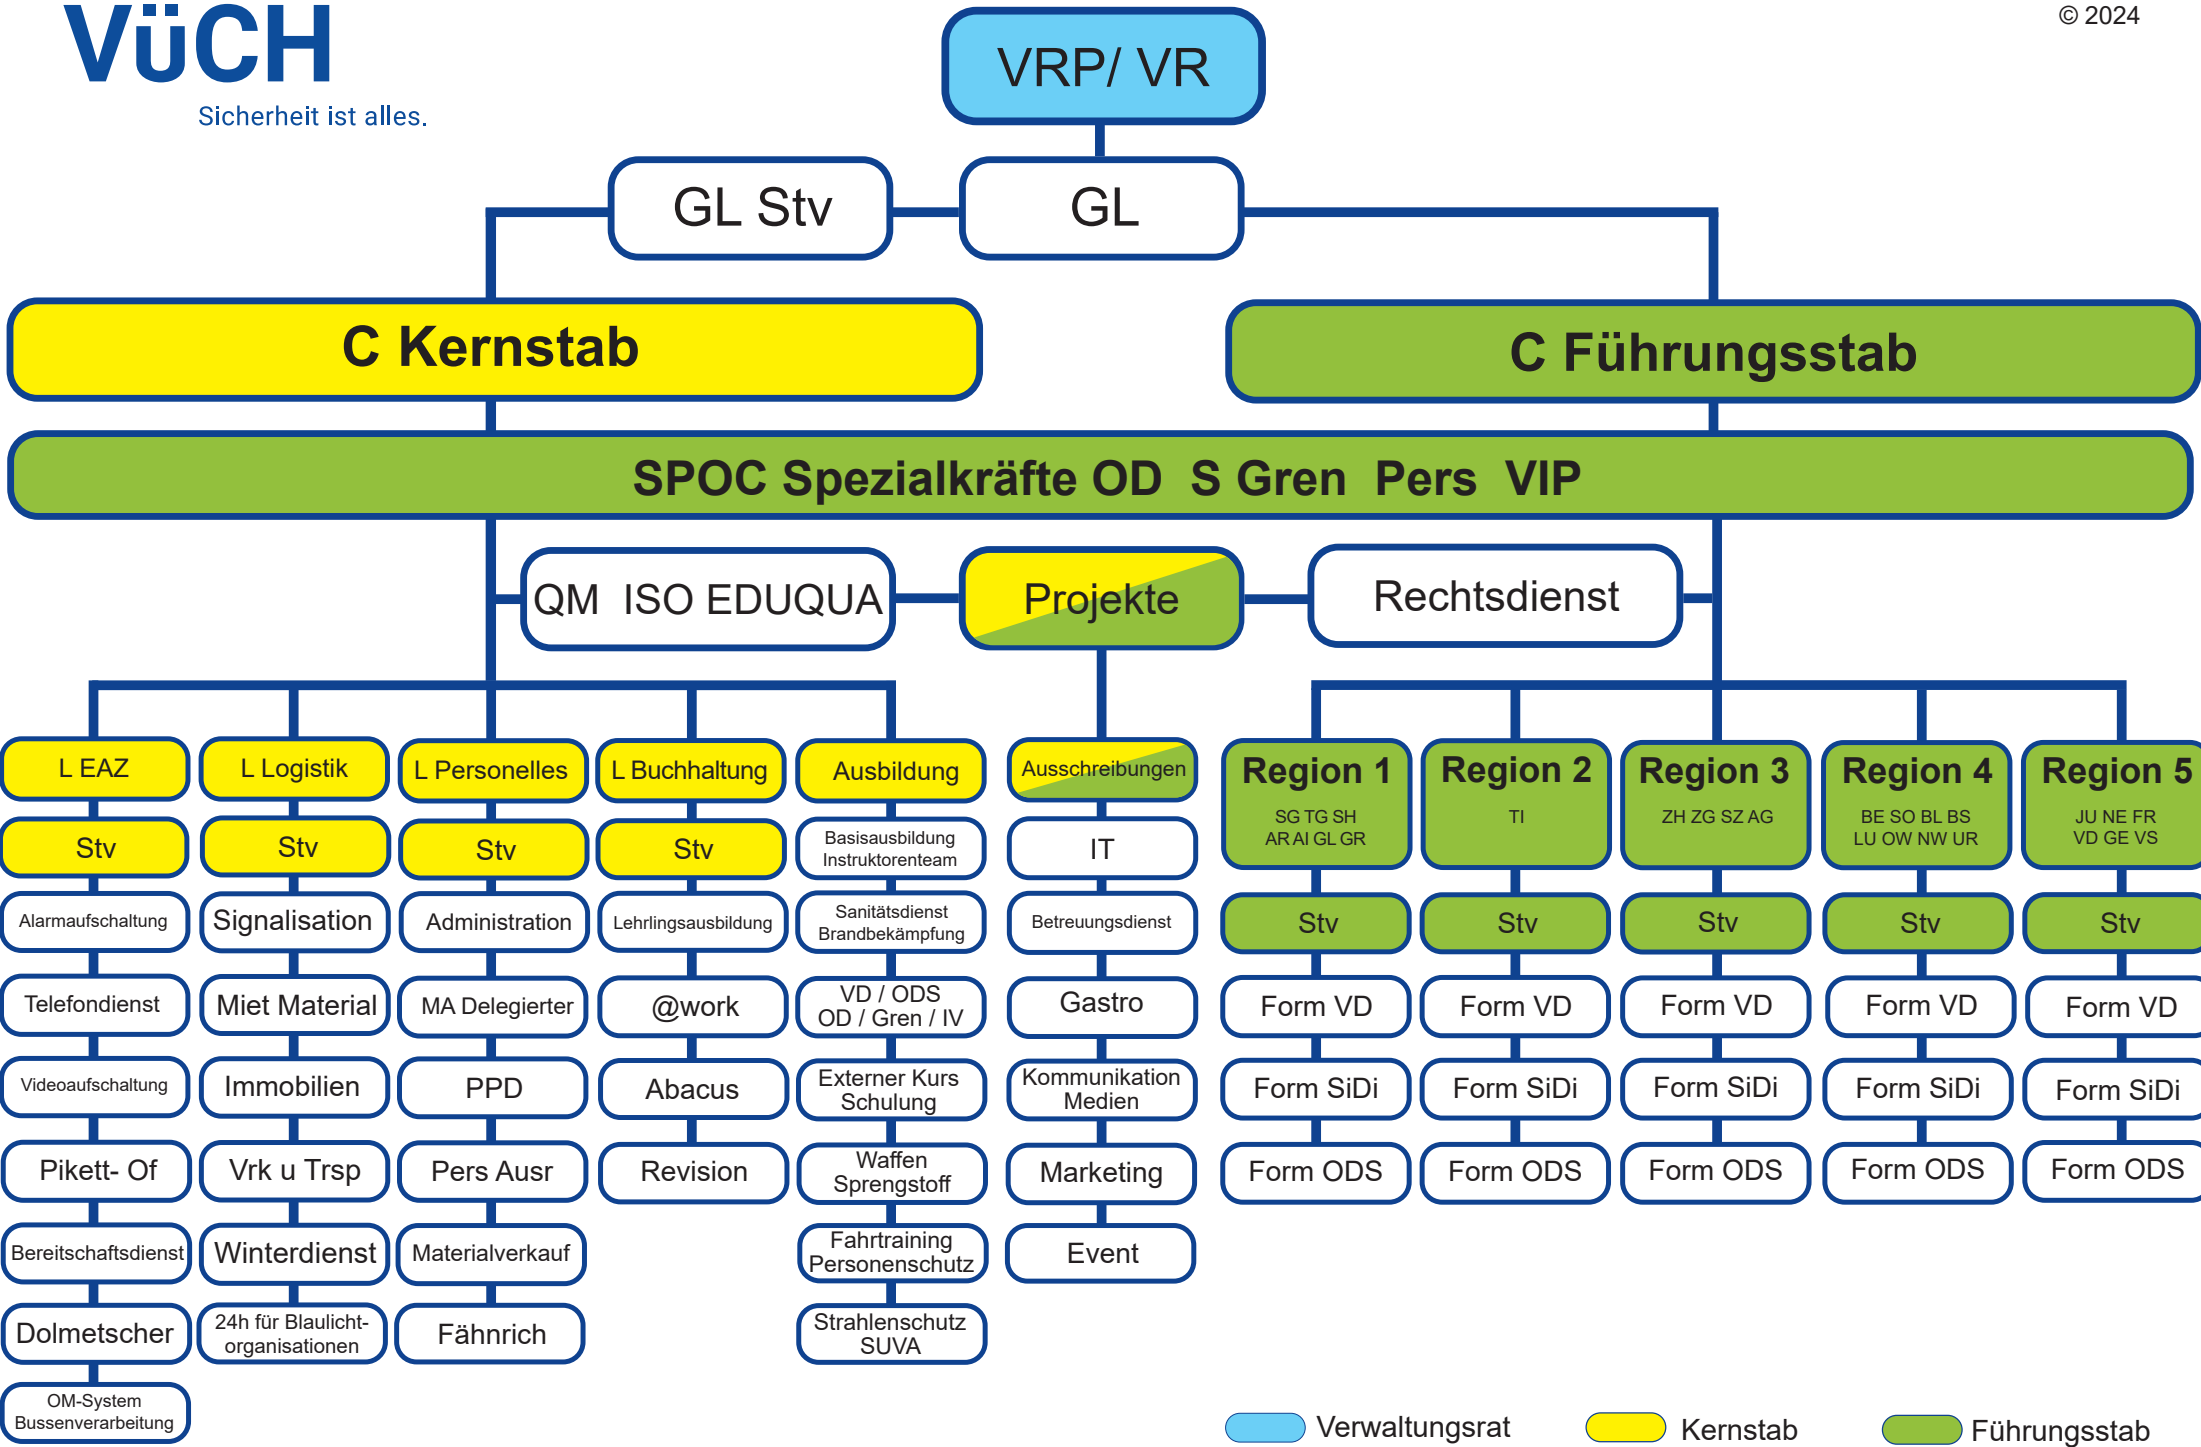 VüCH
Sicherheit ist alles.
© 2024
VRP/ VR
GL Stv
GL
C Kernstab
C Führungsstab
SPOC Spezialkräfte OD  S Gren  Pers  VIP
QM  ISO EDUQUA
Projekte
Rechtsdienst
L EAZ
Stv
Alarmaufschaltung
Telefondienst
Videoaufschaltung
Pikett- Of
Bereitschaftsdienst
Dolmetscher
OM-System
Bussenverarbeitung
L Logistik
Stv
Signalisation
Miet Material
Immobilien
Vrk u Trsp
Winterdienst
24h für Blaulicht-
organisationen
L Personelles
Stv
Administration
MA Delegierter
PPD
Pers Ausr
Materialverkauf
Fähnrich
L Buchhaltung
Stv
Lehrlingsausbildung
@work
Abacus
Revision
Ausbildung
Basisausbildung
Instruktorenteam
Sanitätsdienst
Brandbekämpfung
VD / ODS
OD / Gren / IV
Externer Kurs
Schulung
Waffen
Sprengstoff
Fahrtraining
Personenschutz
Strahlenschutz
SUVA
Ausschreibungen
IT
Betreuungsdienst
Gastro
Kommunikation
Medien
Marketing
Event
Region 1
SG TG SH
AR AI GL GR
Stv
Form VD
Form SiDi
Form ODS
Region 2
TI
Stv
Form VD
Form SiDi
Form ODS
Region 3
ZH ZG SZ AG
Stv
Form VD
Form SiDi
Form ODS
Region 4
BE SO BL BS
LU OW NW UR
Stv
Form VD
Form SiDi
Form ODS
Region 5
JU NE FR
VD GE VS
Stv
Form VD
Form SiDi
Form ODS
Verwaltungsrat
Kernstab
Führungsstab